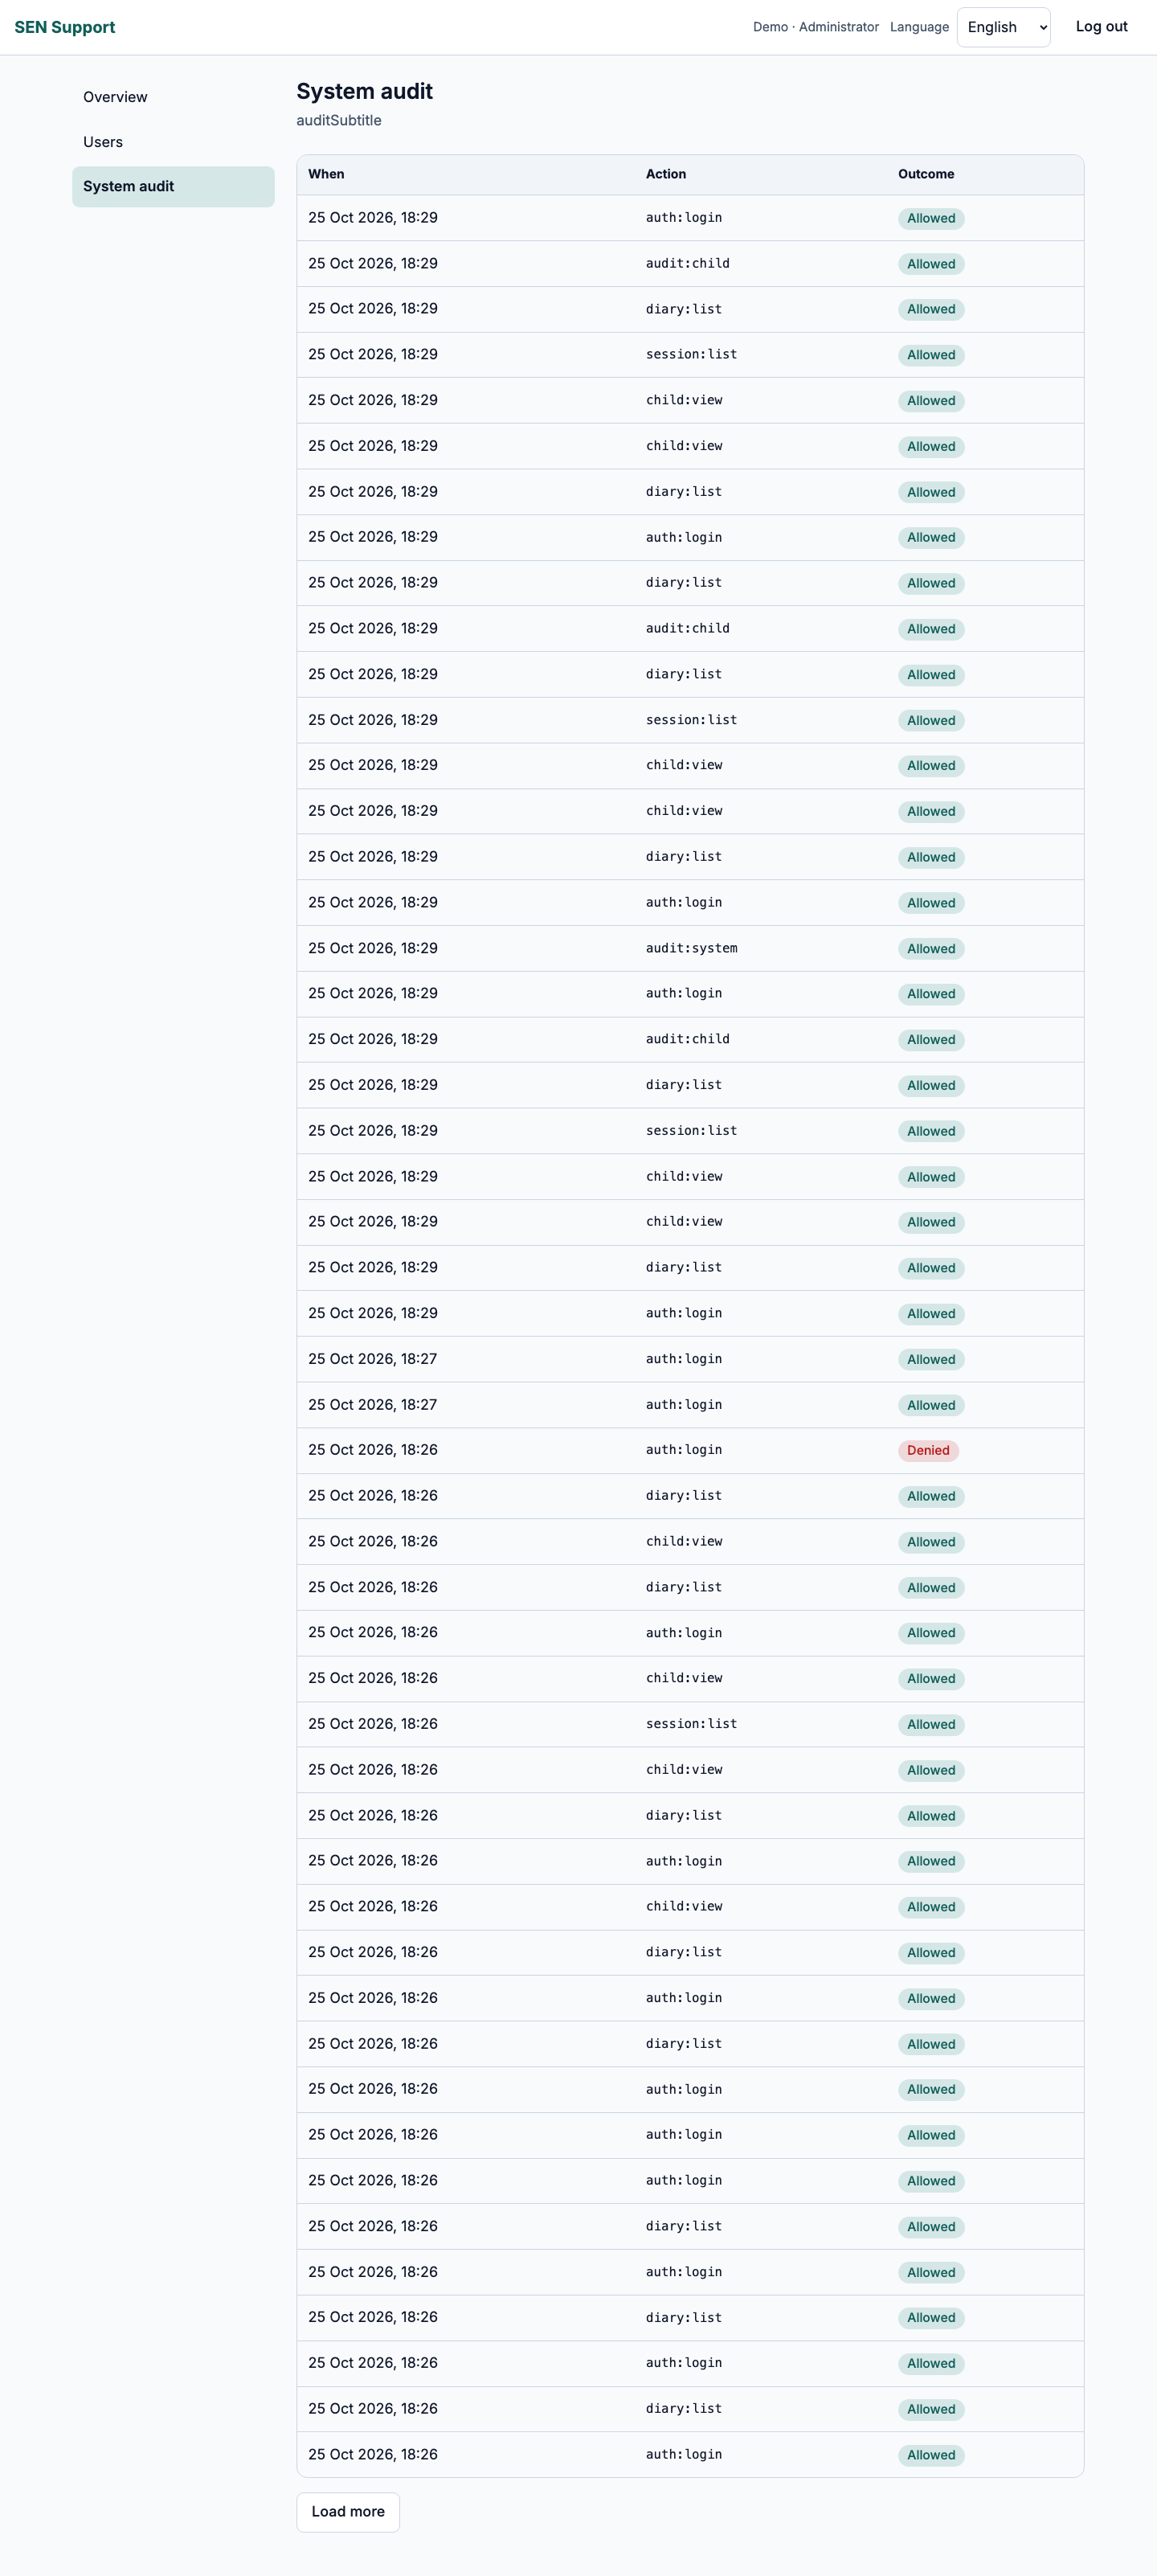 SEN Support
Demo · Administrator Language English Log out
Overview
Users
System audit
System audit
auditSubtitle
When Action Outcome
25 Oct 2026, 18:29 auth:login Allowed
25 Oct 2026, 18:29 audit:child Allowed
25 Oct 2026, 18:29 diary:list Allowed
25 Oct 2026, 18:29 session:list Allowed
25 Oct 2026, 18:29 child:view Allowed
25 Oct 2026, 18:29 child:view Allowed
25 Oct 2026, 18:29 diary:list Allowed
25 Oct 2026, 18:29 auth:login Allowed
25 Oct 2026, 18:29 diary:list Allowed
25 Oct 2026, 18:29 audit:child Allowed
25 Oct 2026, 18:29 diary:list Allowed
25 Oct 2026, 18:29 session:list Allowed
25 Oct 2026, 18:29 child:view Allowed
25 Oct 2026, 18:29 child:view Allowed
25 Oct 2026, 18:29 diary:list Allowed
25 Oct 2026, 18:29 auth:login Allowed
25 Oct 2026, 18:29 audit:system Allowed
25 Oct 2026, 18:29 auth:login Allowed
25 Oct 2026, 18:29 audit:child Allowed
25 Oct 2026, 18:29 diary:list Allowed
25 Oct 2026, 18:29 session:list Allowed
25 Oct 2026, 18:29 child:view Allowed
25 Oct 2026, 18:29 child:view Allowed
25 Oct 2026, 18:29 diary:list Allowed
25 Oct 2026, 18:29 auth:login Allowed
25 Oct 2026, 18:27 auth:login Allowed
25 Oct 2026, 18:27 auth:login Allowed
25 Oct 2026, 18:26 auth:login Denied
25 Oct 2026, 18:26 diary:list Allowed
25 Oct 2026, 18:26 child:view Allowed
25 Oct 2026, 18:26 diary:list Allowed
25 Oct 2026, 18:26 auth:login Allowed
25 Oct 2026, 18:26 child:view Allowed
25 Oct 2026, 18:26 session:list Allowed
25 Oct 2026, 18:26 child:view Allowed
25 Oct 2026, 18:26 diary:list Allowed
25 Oct 2026, 18:26 auth:login Allowed
25 Oct 2026, 18:26 child:view Allowed
25 Oct 2026, 18:26 diary:list Allowed
25 Oct 2026, 18:26 auth:login Allowed
25 Oct 2026, 18:26 diary:list Allowed
25 Oct 2026, 18:26 auth:login Allowed
25 Oct 2026, 18:26 auth:login Allowed
25 Oct 2026, 18:26 auth:login Allowed
25 Oct 2026, 18:26 diary:list Allowed
25 Oct 2026, 18:26 auth:login Allowed
25 Oct 2026, 18:26 diary:list Allowed
25 Oct 2026, 18:26 auth:login Allowed
25 Oct 2026, 18:26 diary:list Allowed
25 Oct 2026, 18:26 auth:login Allowed
Load more